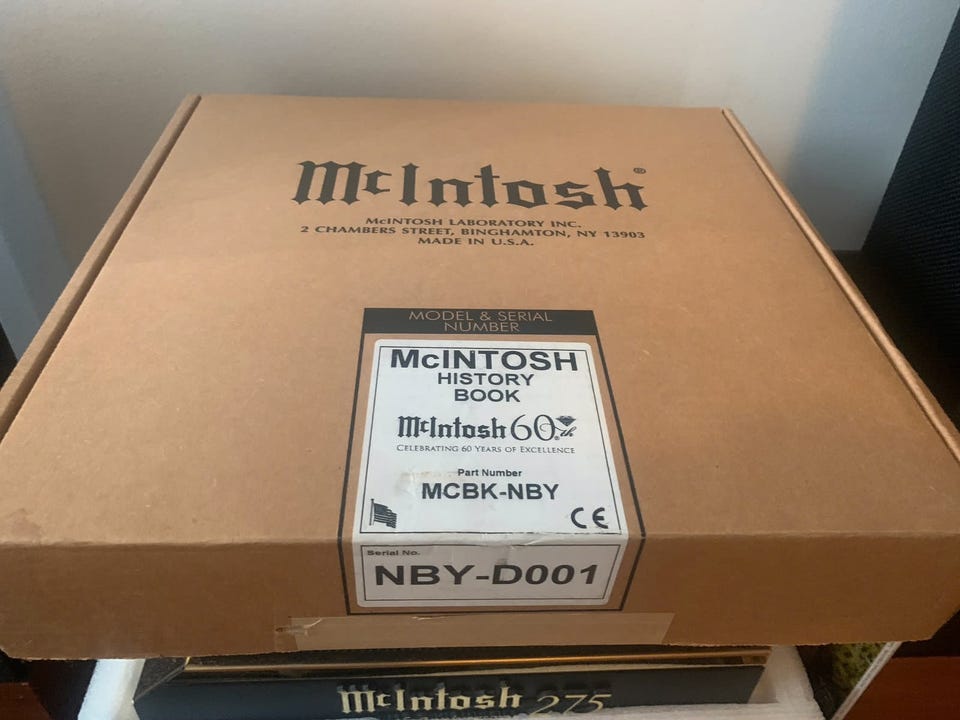 McIntosh®
McINTOSH LABORATORY INC.
2 CHAMBERS STREET, BINGHAMTON, NY 13903
MADE IN U.S.A.
MODEL & SERIAL
NUMBER
McINTOSH
HISTORY
BOOK
McIntosh 60th
CELEBRATING 60 YEARS OF EXCELLENCE
Part Number
MCBK-NBY
CE
Serial No.
NBY-D001
McIntosh 275